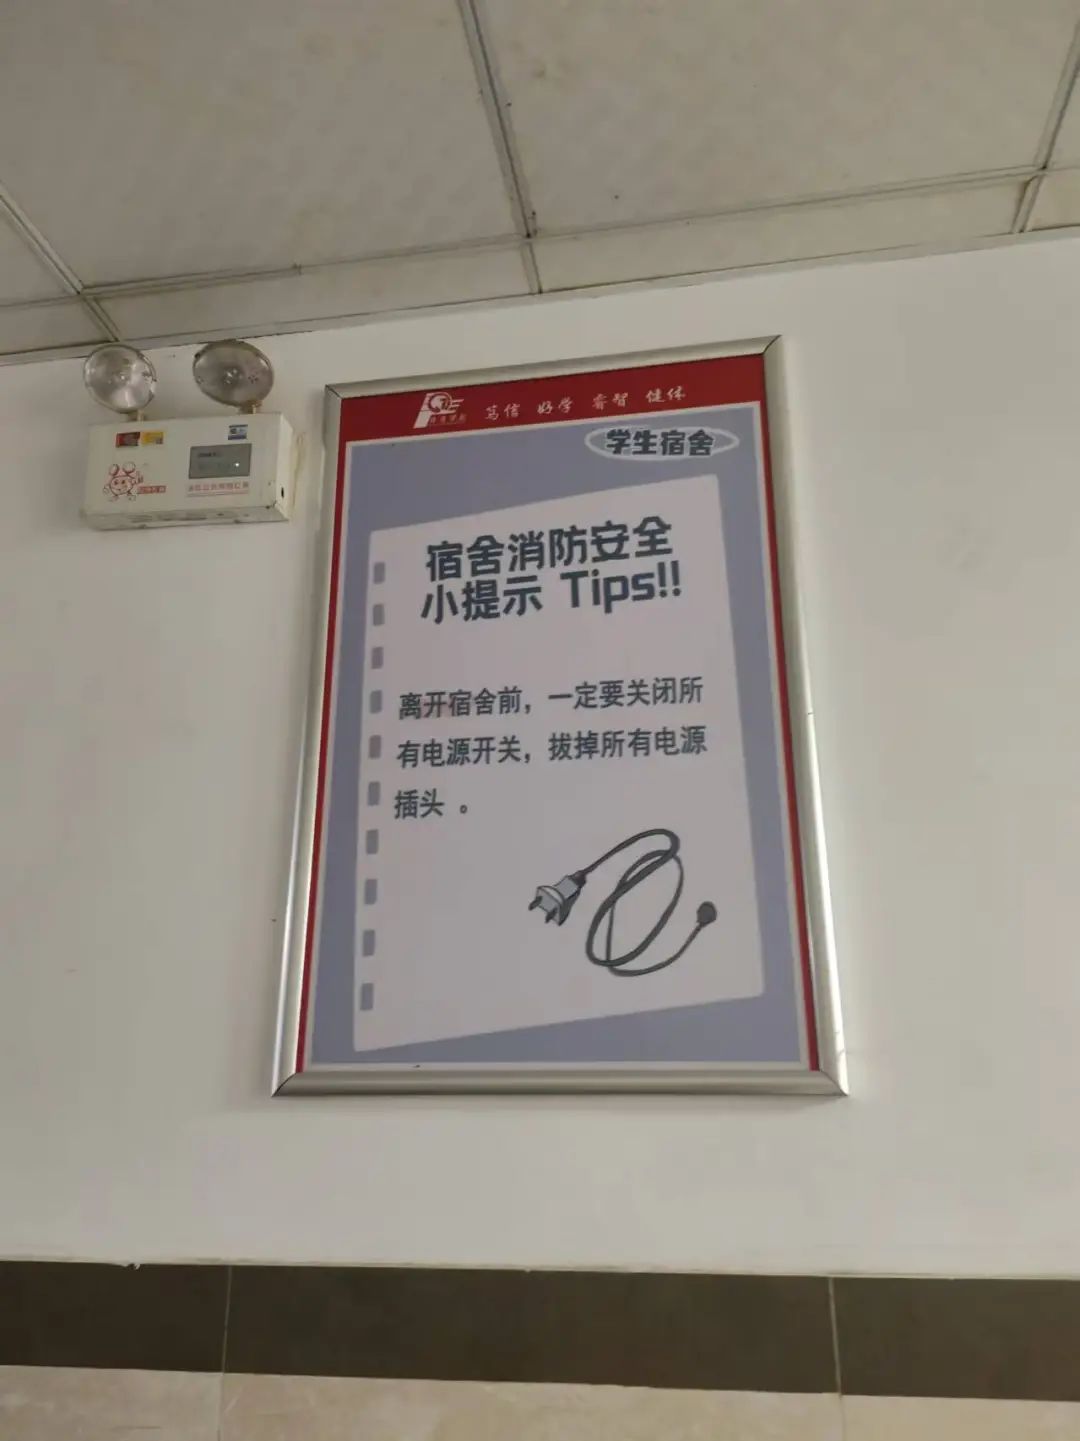 笃信 好学 睿智 健体
学生宿舍
宿舍消防安全
小提示 Tips!!
离开宿舍前，一定要关闭所
有电源开关，拔掉所有电源
插头 。